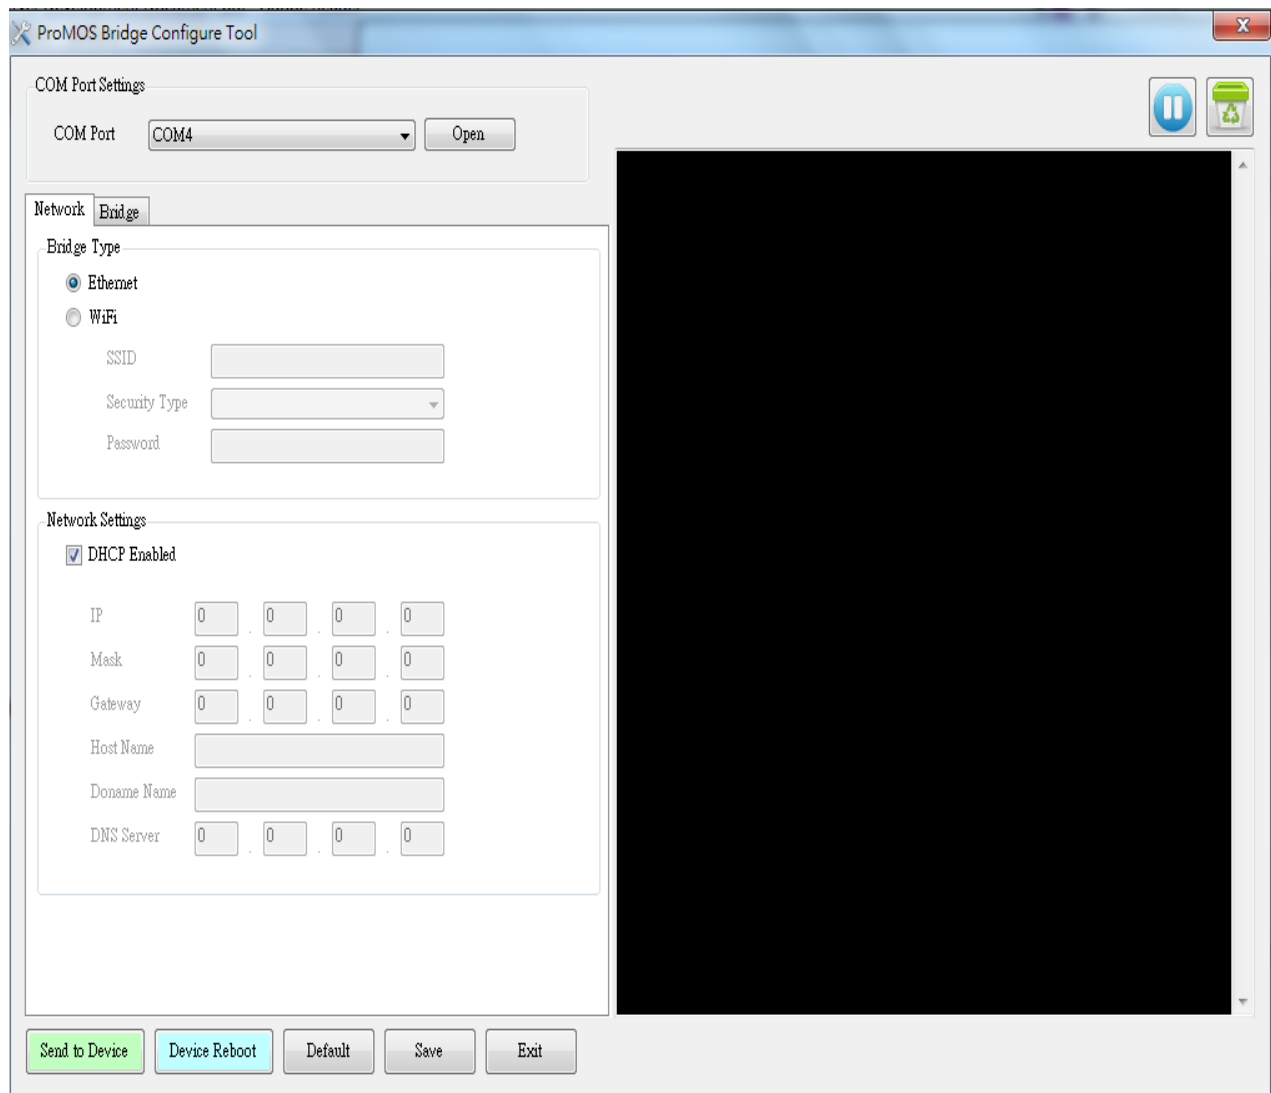 ProMOS Bridge Configure Tool
COM Port Settings
COM Port COM4 Open
Network Bridge
Bridge Type
Ethernet
WiFi
SSID
Security Type
Password
Network Settings
DHCP Enabled
IP 0 . 0 . 0 . 0
Mask 0 . 0 . 0 . 0
Gateway 0 . 0 . 0 . 0
Host Name
Doname Name
DNS Server 0 . 0 . 0 . 0
Send to Device Device Reboot Default Save Exit